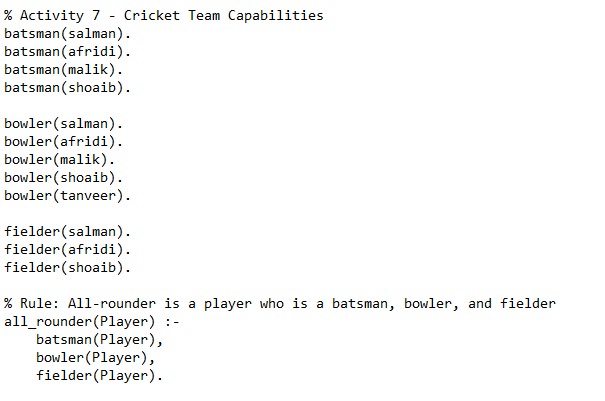 % Activity 7 - Cricket Team Capabilities
batsman(salman).
batsman(afridi).
batsman(malik).
batsman(shoaib).

bowler(salman).
bowler(afridi).
bowler(malik).
bowler(shoaib).
bowler(tanveer).

fielder(salman).
fielder(afridi).
fielder(shoaib).

% Rule: All-rounder is a player who is a batsman, bowler, and fielder
all_rounder(Player) :-
    batsman(Player),
    bowler(Player),
    fielder(Player).